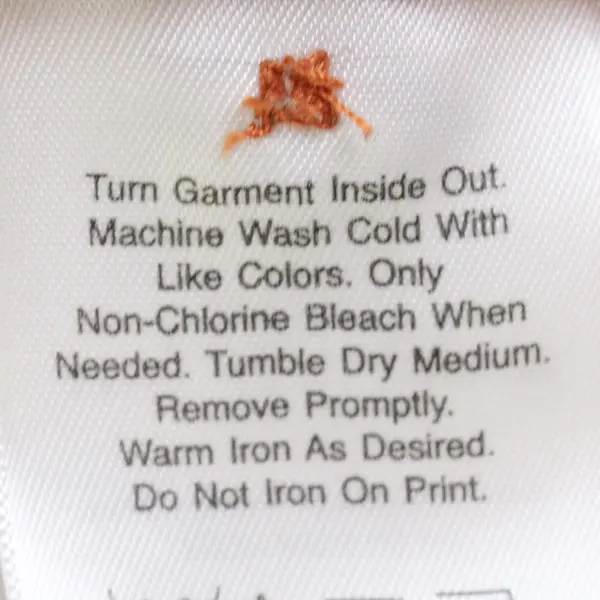 Turn Garment Inside Out.
Machine Wash Cold With
Like Colors. Only
Non-Chlorine Bleach When
Needed. Tumble Dry Medium.
Remove Promptly.
Warm Iron As Desired.
Do Not Iron On Print.